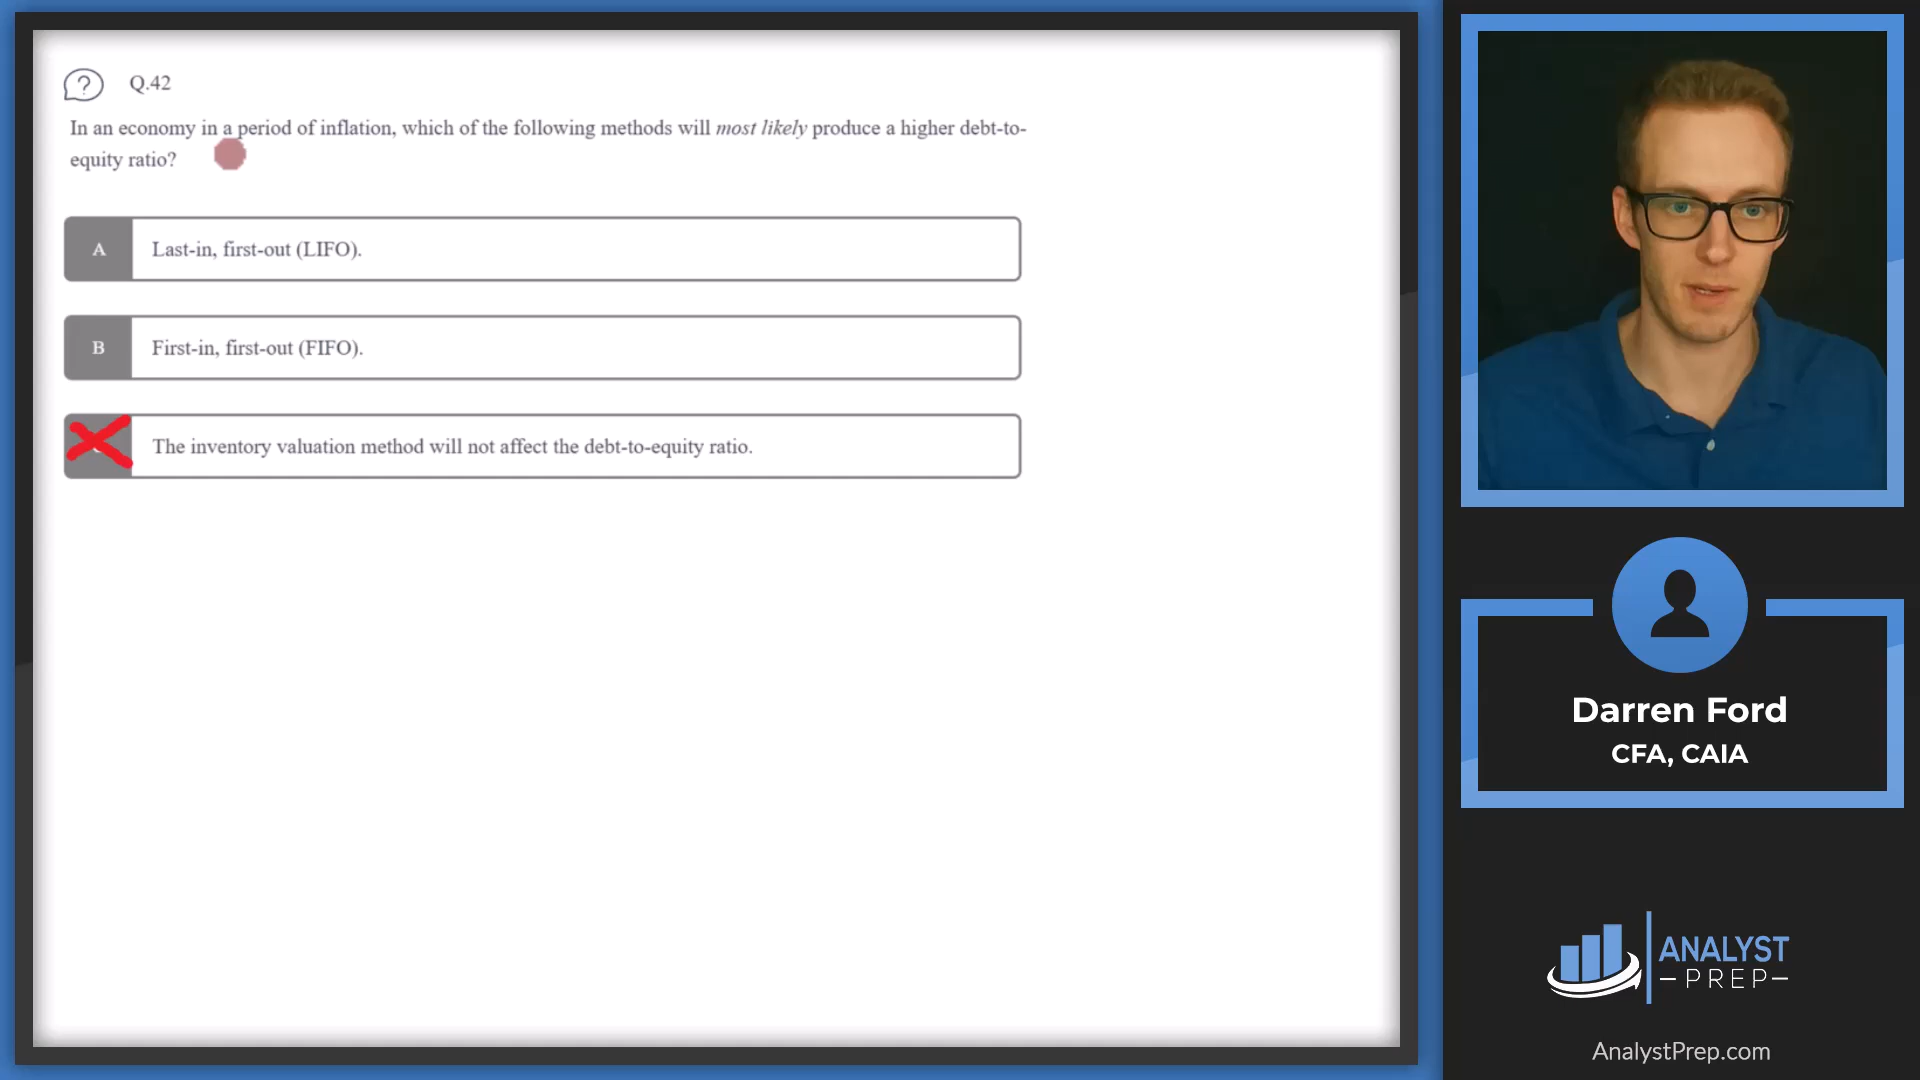 Q.42
In an economy in a period of inflation, which of the following methods will most likely produce a higher debt-to-
equity ratio?
A
Last-in, first-out (LIFO).
B
First-in, first-out (FIFO).
The inventory valuation method will not affect the debt-to-equity ratio.
Darren Ford
CFA, CAIA
ANALYST
PREP
AnalystPrep.com